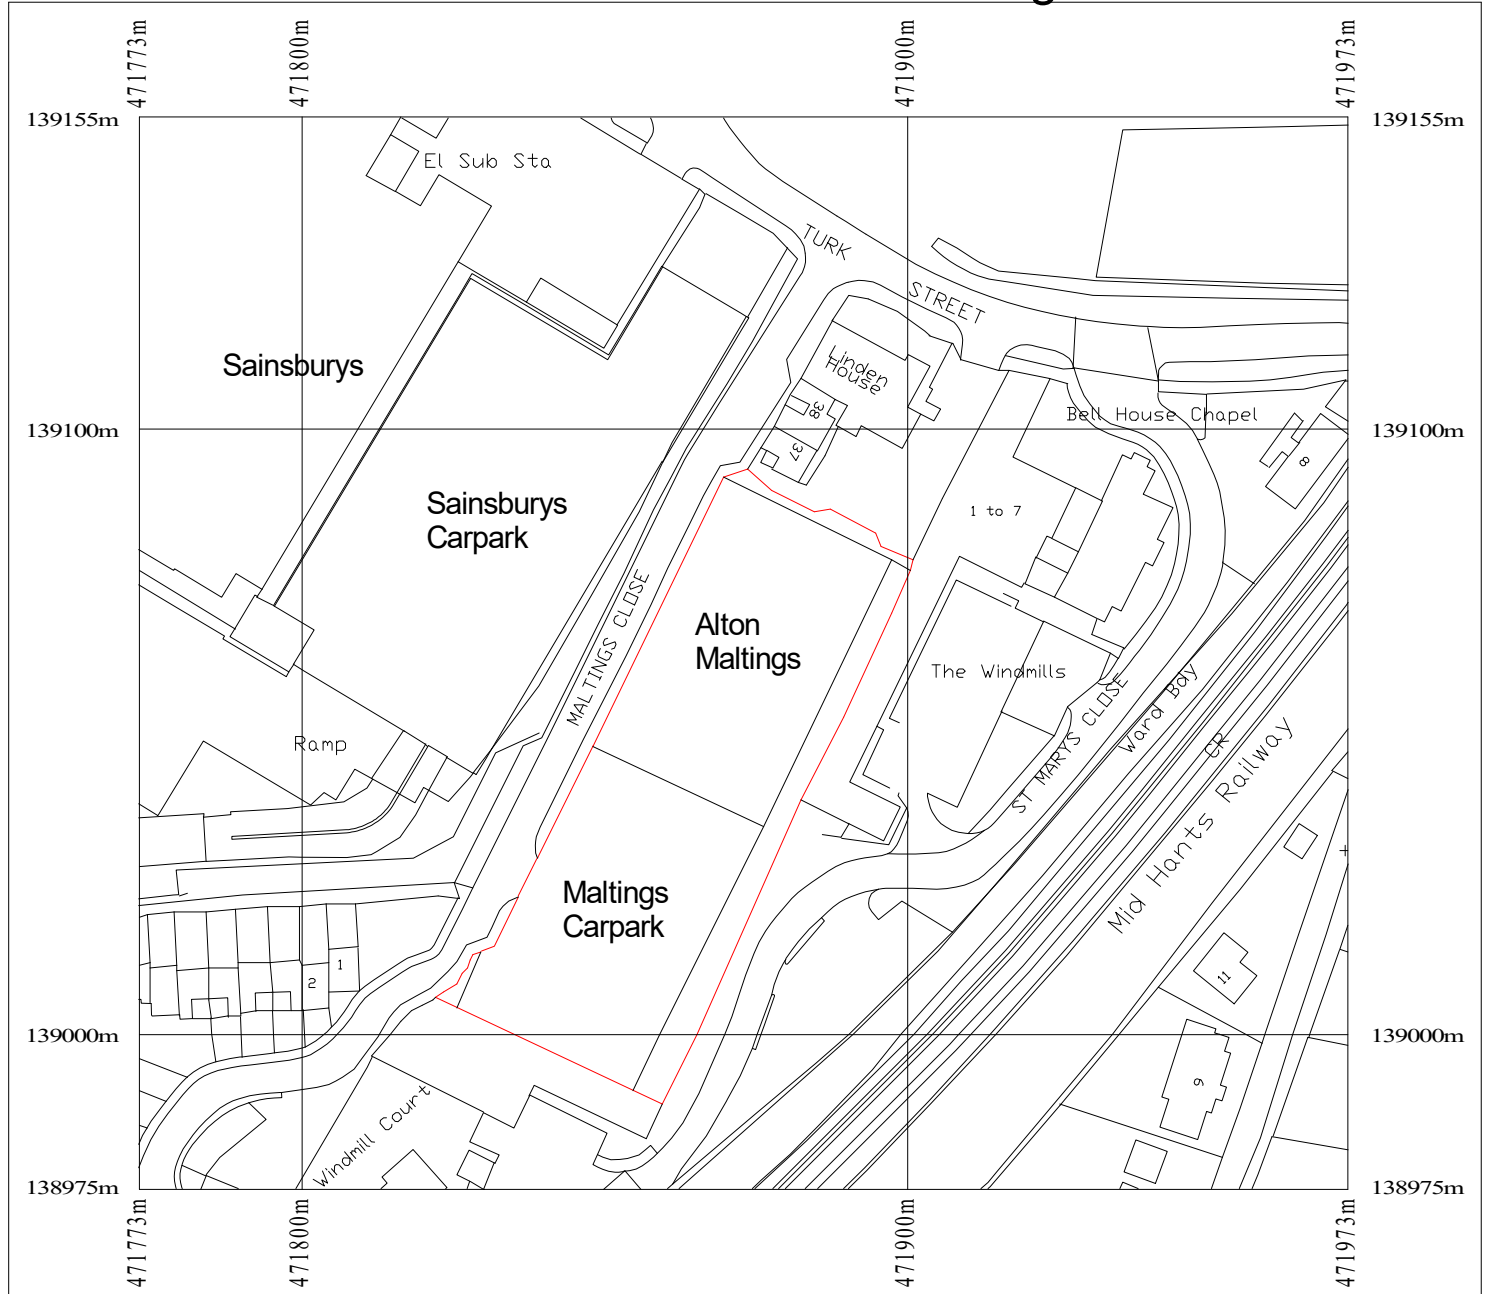 471773m
471800m
471900m
471973m
139155m
139155m
El Sub Sta
TURK
STREET
Sainsburys
Linden
House
38
37
Bell House Chapel
139100m
139100m
8
Sainsburys
Carpark
1 to 7
MALTINGS CLOSE
Alton
Maltings
The Windmills
ST MARYS CLOSE
Ward Bay
CR
Mid Hants Railway
Ramp
Maltings
Carpark
1
2
11
139000m
139000m
9
Windmill Court
138975m
138975m
471773m
471800m
471900m
471973m